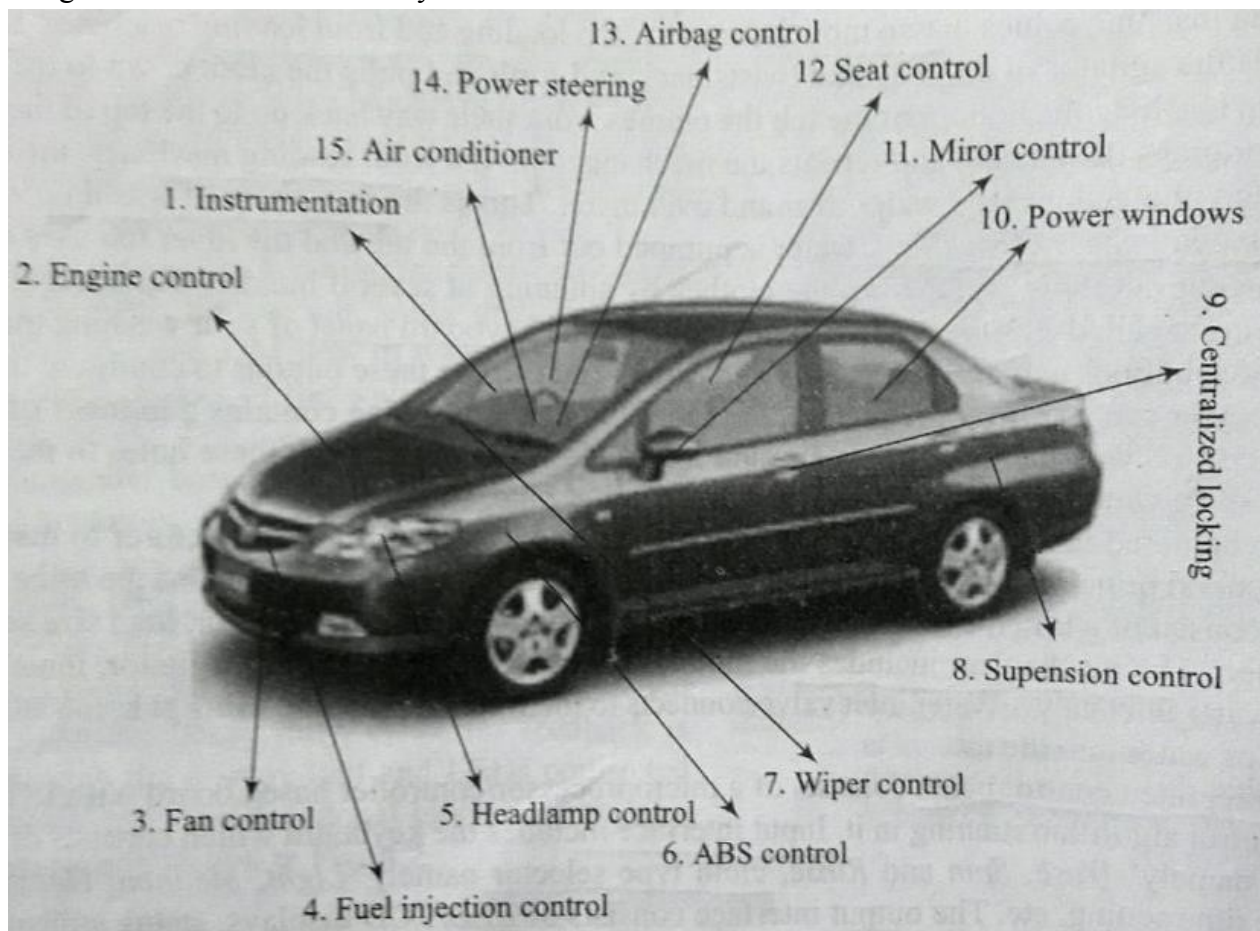 13. Airbag control
12 Seat control
14. Power steering
15. Air conditioner
11. Miror control
1. Instrumentation
10. Power windows
2. Engine control
9. Centralized locking
8. Supension control
7. Wiper control
3. Fan control
5. Headlamp control
6. ABS control
4. Fuel injection control